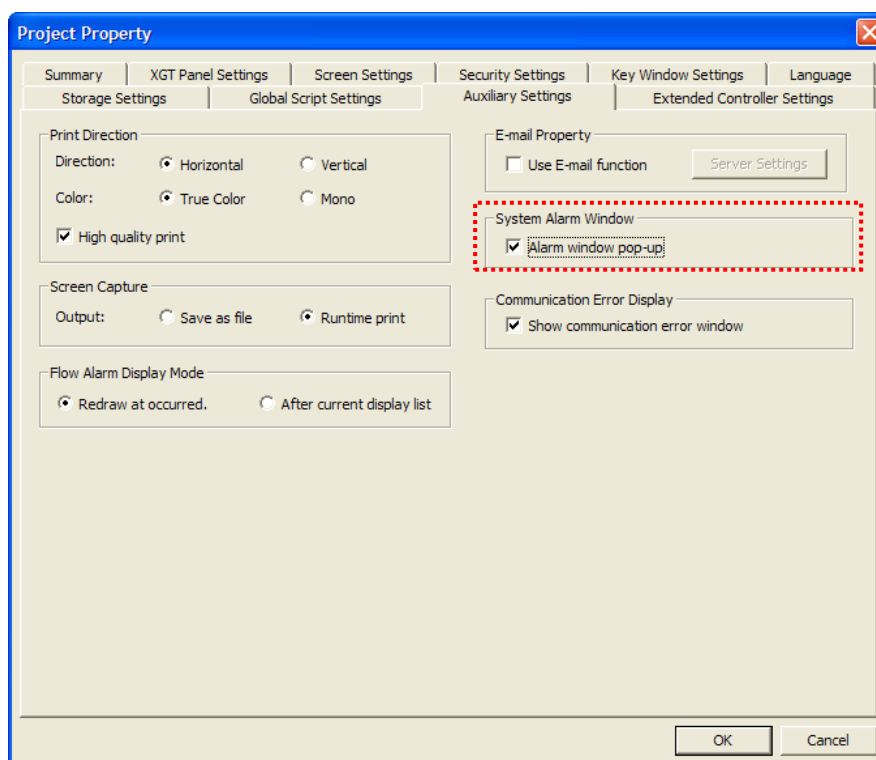 Project Property
Summary XGT Panel Settings Screen Settings Security Settings Key Window Settings Language
Storage Settings Global Script Settings Auxiliary Settings Extended Controller Settings
Print Direction
Direction: Horizontal Vertical
Color: True Color Mono
High quality print
Screen Capture
Output: Save as file Runtime print
Flow Alarm Display Mode
Redraw at occurred. After current display list
E-mail Property
Use E-mail function Server Settings
System Alarm Window
Alarm window pop-up
Communication Error Display
Show communication error window
OK Cancel